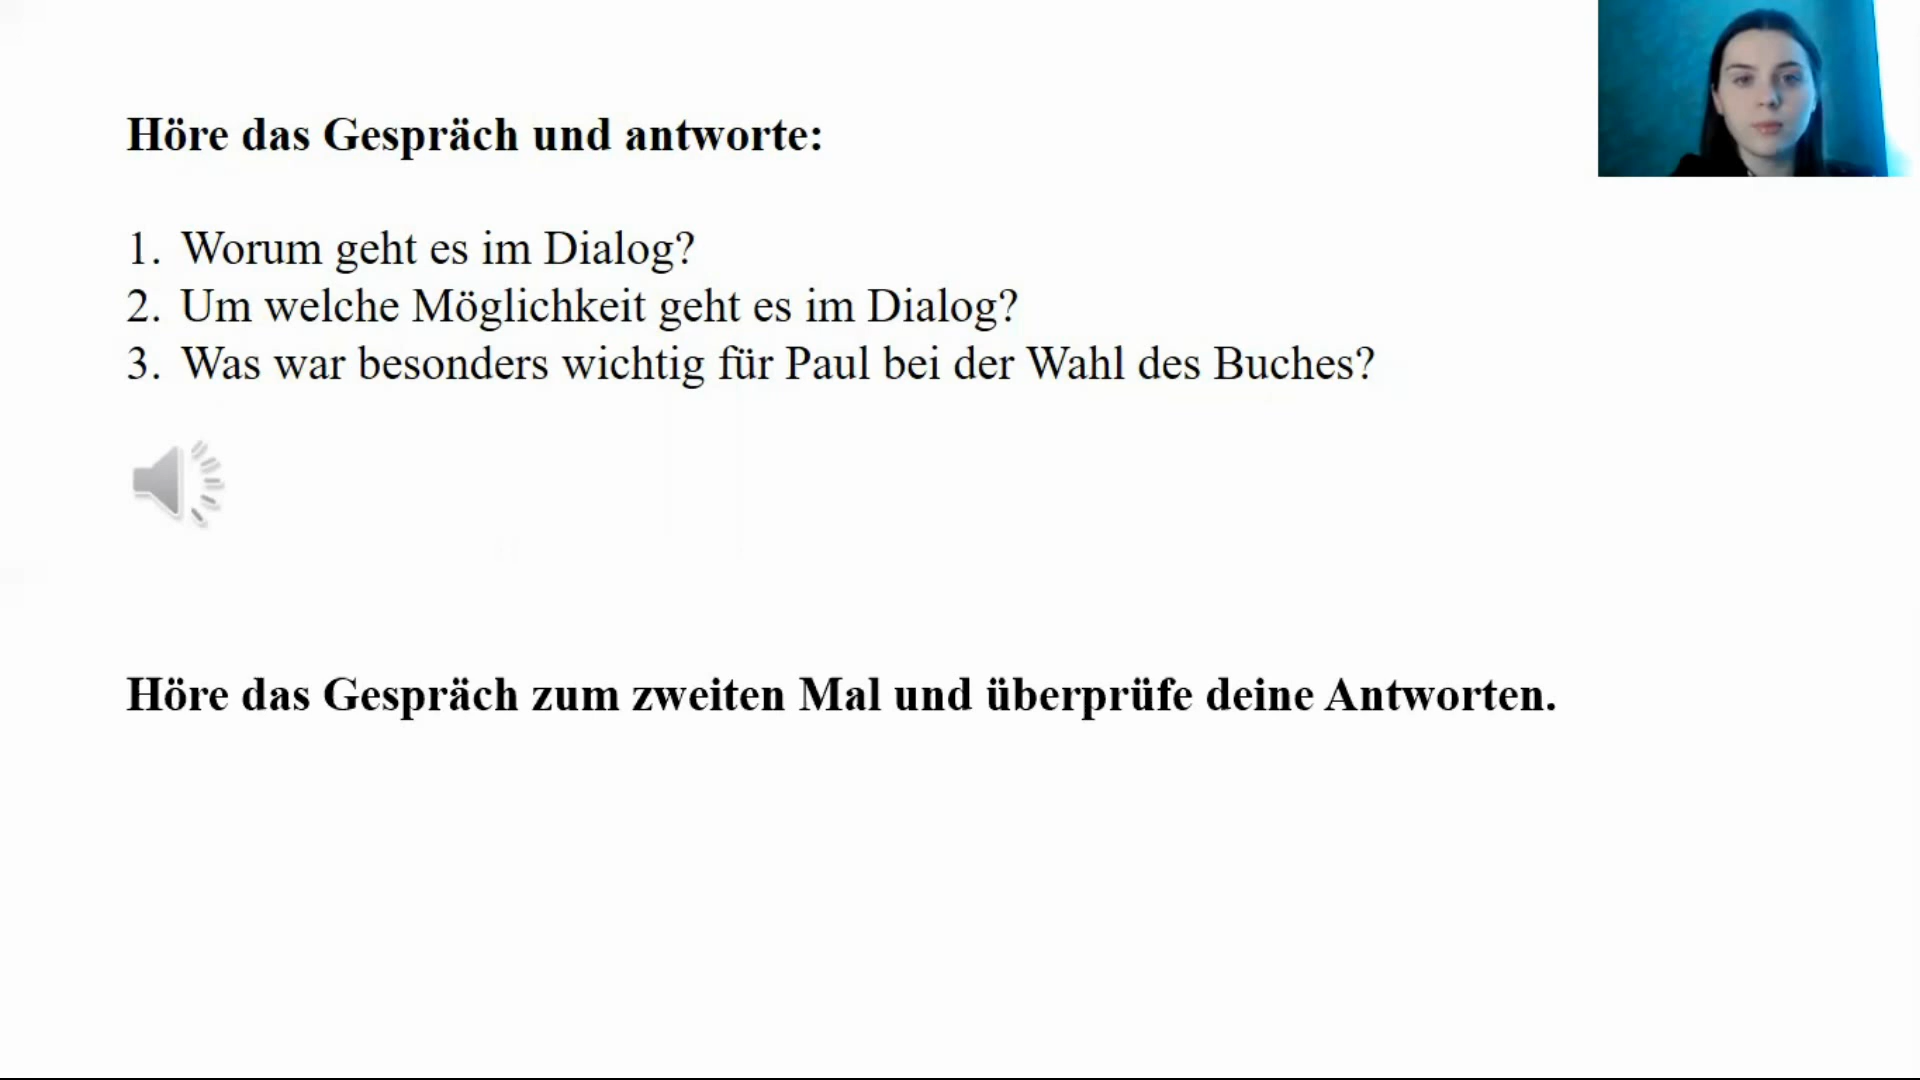 Höre das Gespräch und antworte:
1. Worum geht es im Dialog?
2. Um welche Möglichkeit geht es im Dialog?
3. Was war besonders wichtig für Paul bei der Wahl des Buches?
Höre das Gespräch zum zweiten Mal und überprüfe deine Antworten.